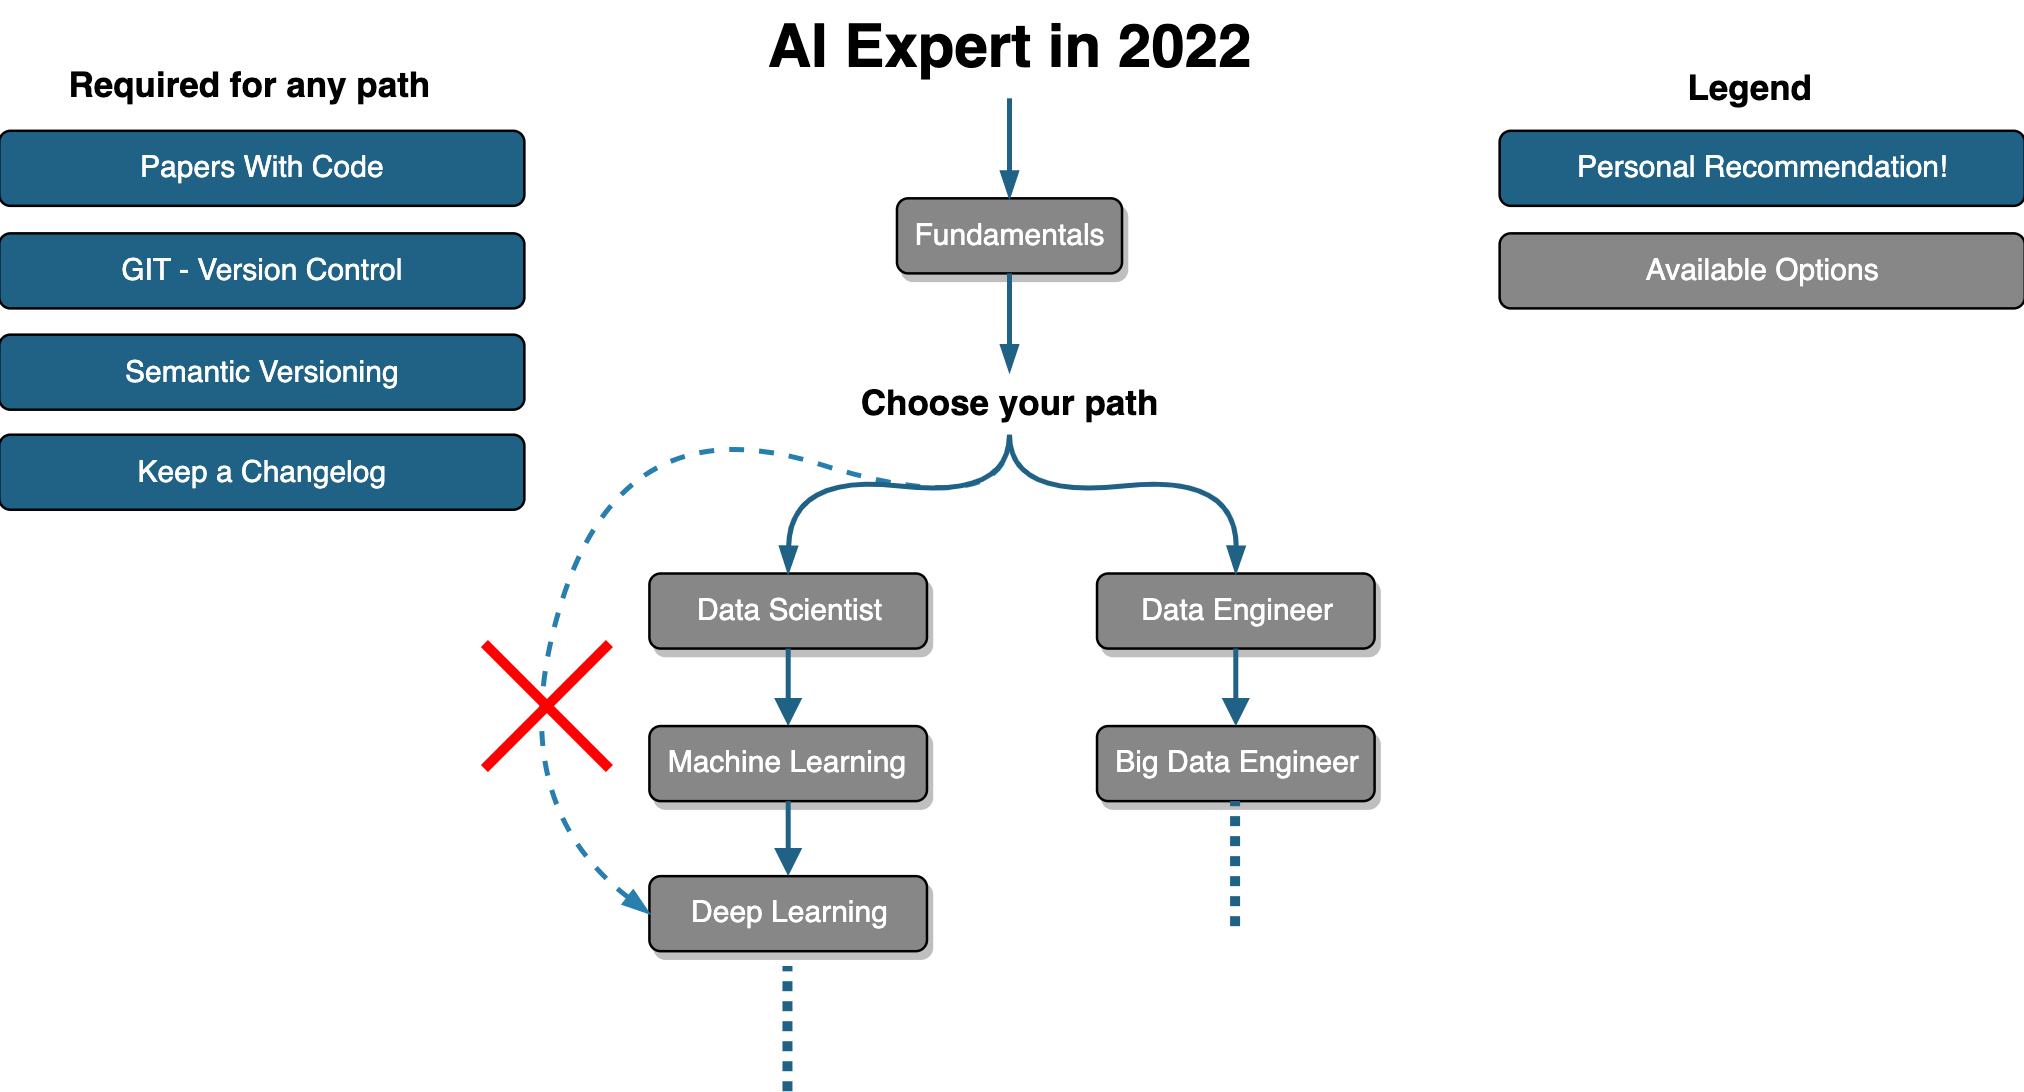 AI Expert in 2022
Required for any path
Papers With Code
GIT - Version Control
Semantic Versioning
Keep a Changelog
Legend
Personal Recommendation!
Available Options
Fundamentals
Choose your path
Data Scientist
Data Engineer
Machine Learning
Big Data Engineer
Deep Learning